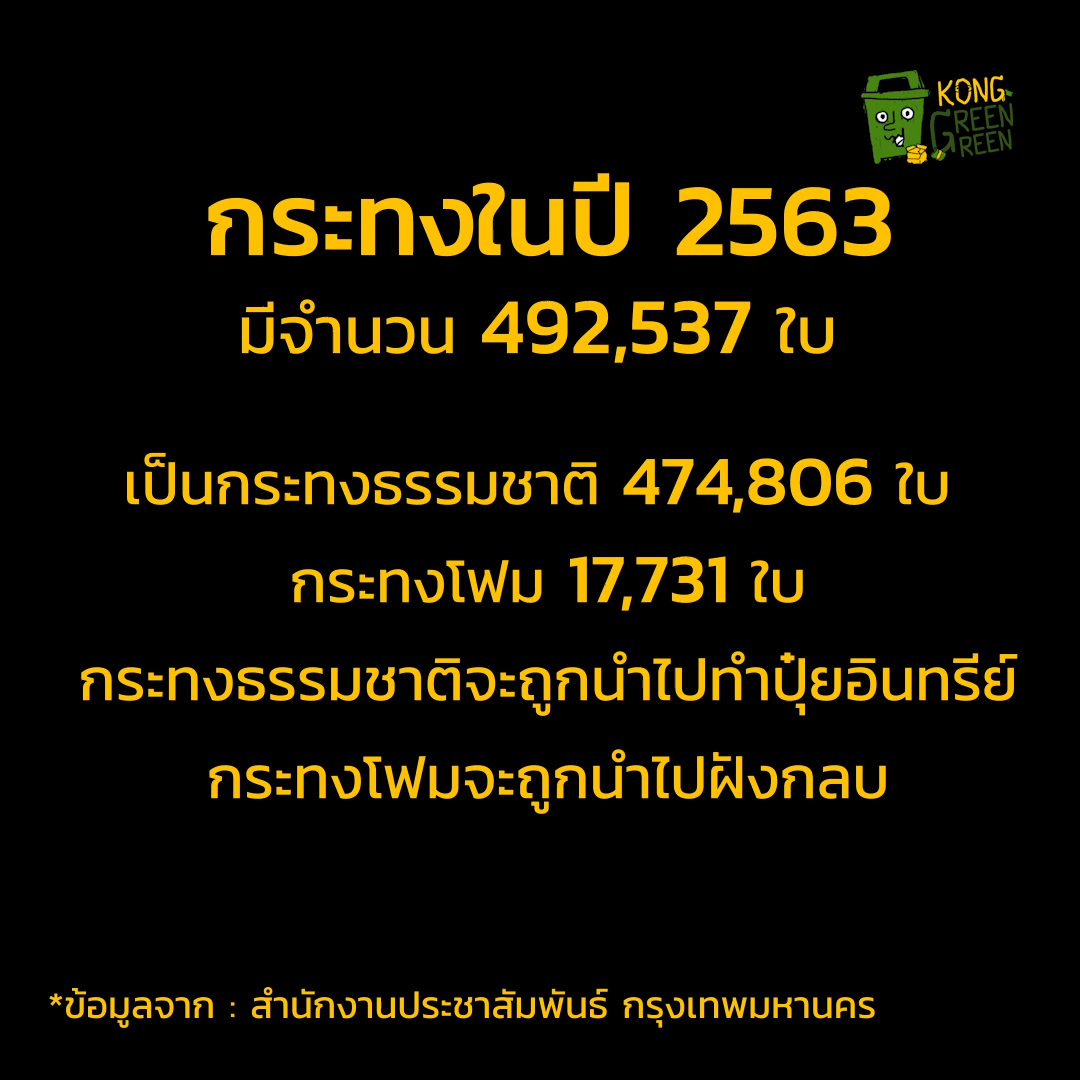 KONG
GREEN
GREEN
กระทงในปี 2563
มีจำนวน 492,537 ใบ
เป็นกระทงธรรมชาติ 474,806 ใบ
กระทงโฟม 17,731 ใบ
กระทงธรรมชาติจะถูกนำไปทำปุ๋ยอินทรีย์
กระทงโฟมจะถูกนำไปฝังกลบ
*ข้อมูลจาก : สำนักงานประชาสัมพันธ์ กรุงเทพมหานคร